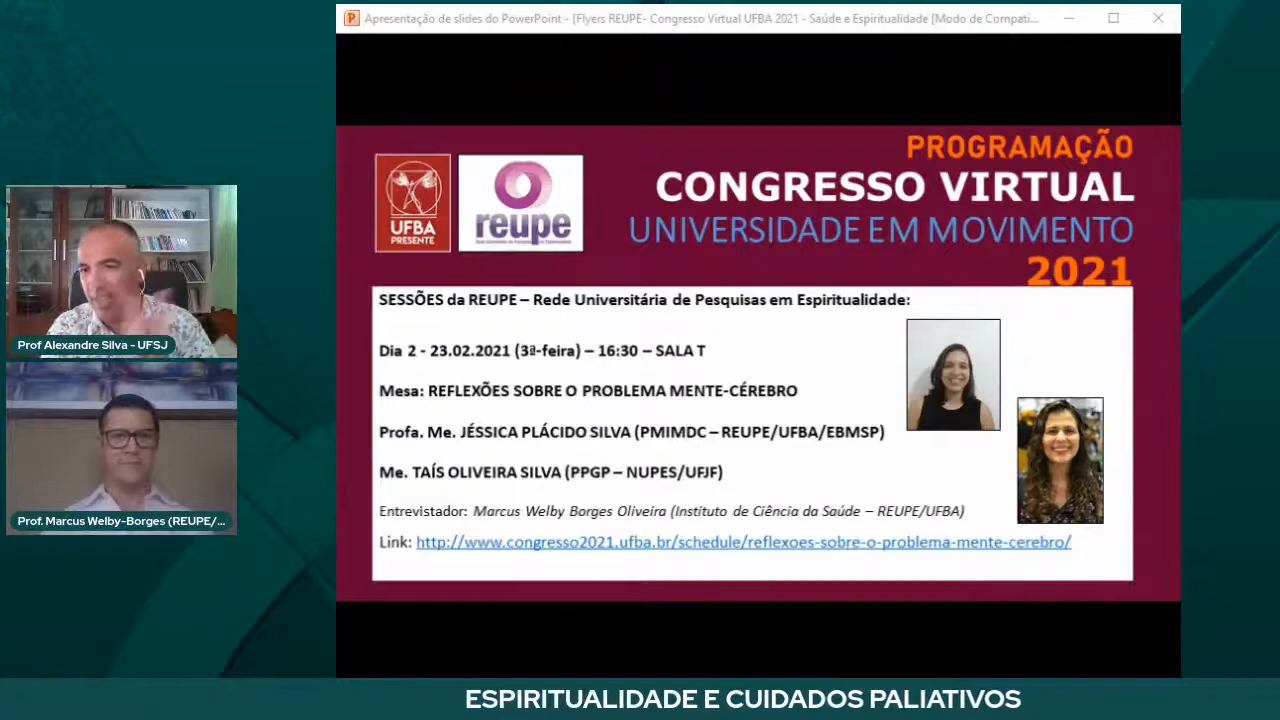 Apresentação de slides do PowerPoint - [Flyers REUPE- Congresso Virtual UFBA 2021 - Saúde e Espiritualidade [Modo de Compati...
PROGRAMAÇÃO
CONGRESSO VIRTUAL
UNIVERSIDADE EM MOVIMENTO
2021
UFBA
PRESENTE
reupe
SESSÕES da REUPE – Rede Universitária de Pesquisas em Espiritualidade:
Dia 2 - 23.02.2021 (3ª-feira) – 16:30 – SALA T
Mesa: REFLEXÕES SOBRE O PROBLEMA MENTE-CÉREBRO
Profa. Me. JÉSSICA PLÁCIDO SILVA (PMIMDC – REUPE/UFBA/EBMSP)
Me. TAÍS OLIVEIRA SILVA (PPGP – NUPES/UFJF)
Entrevistador: Marcus Welby Borges Oliveira (Instituto de Ciência da Saúde – REUPE/UFBA)
Link: http://www.congresso2021.ufba.br/schedule/reflexoes-sobre-o-problema-mente-cerebro/
Prof Alexandre Silva - UFSJ
Prof. Marcus Welby-Borges (REUPE/...
ESPIRITUALIDADE E CUIDADOS PALIATIVOS